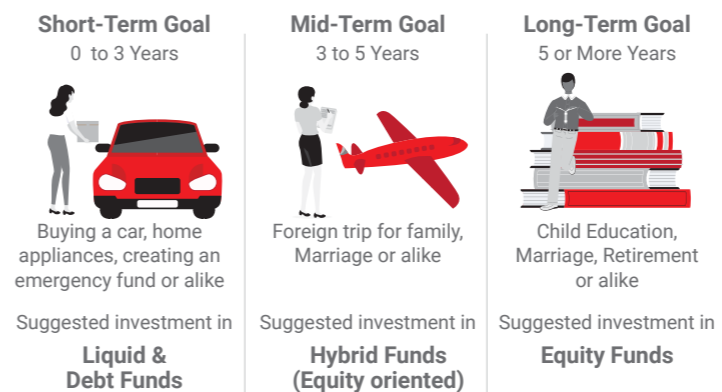 Short-Term Goal
0 to 3 Years
Buying a car, home
appliances, creating an
emergency fund or alike
Suggested investment in
Liquid &
Debt Funds
Mid-Term Goal
3 to 5 Years
Foreign trip for family,
Marriage or alike
Suggested investment in
Hybrid Funds
(Equity oriented)
Long-Term Goal
5 or More Years
Child Education,
Marriage, Retirement
or alike
Suggested investment in
Equity Funds